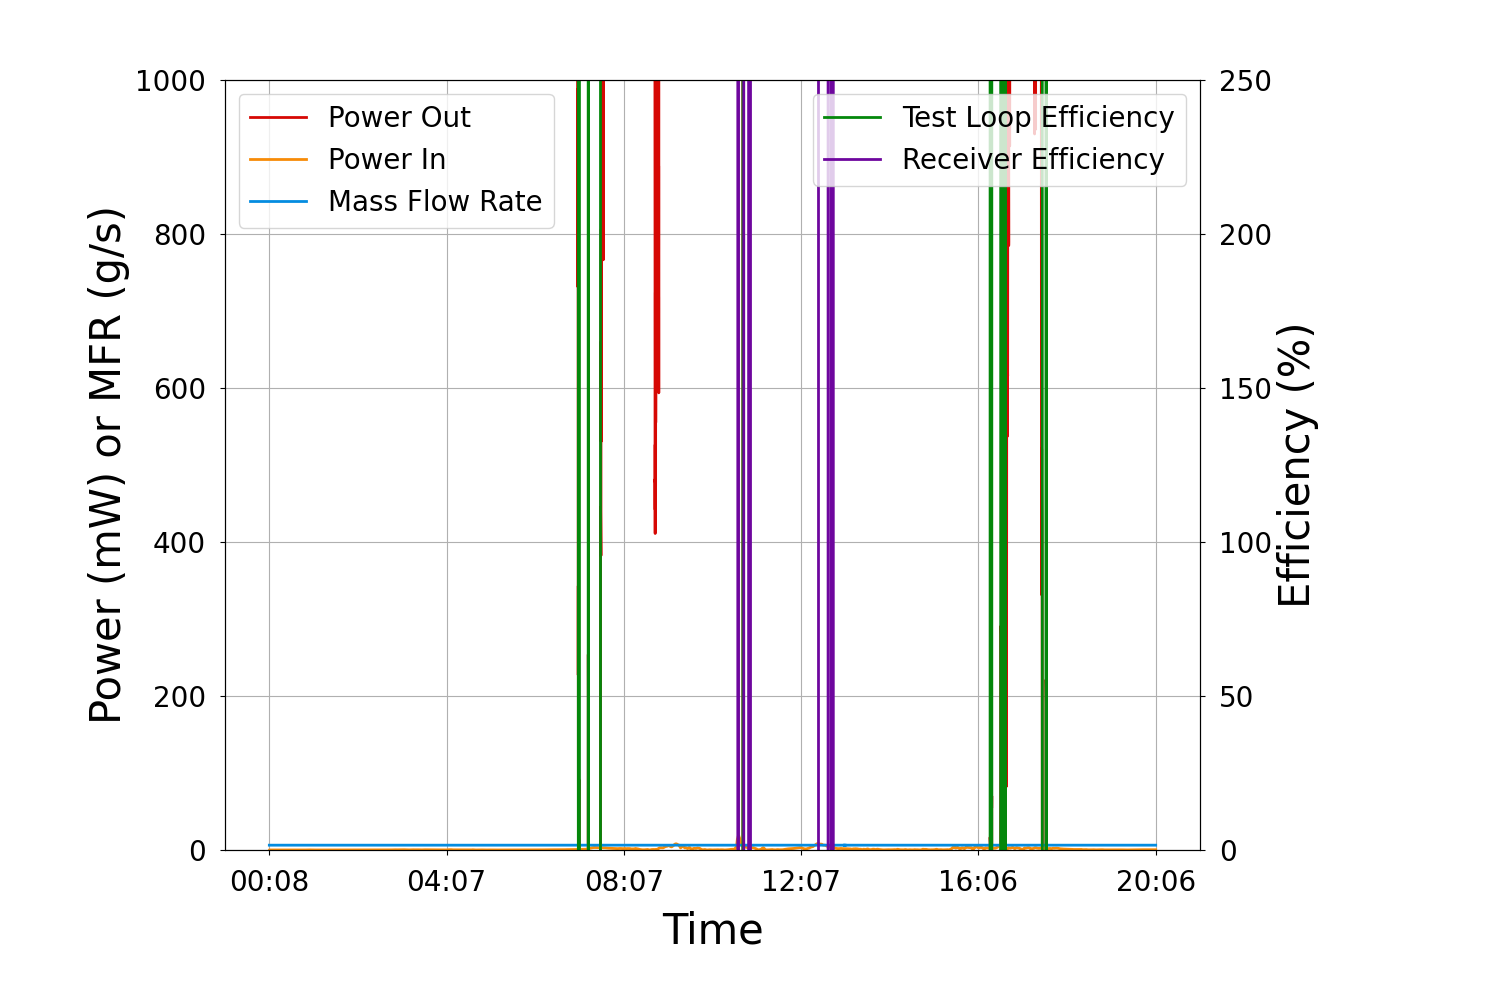 1000
800
600
400
200
0
Power (mW) or MFR (g/s)
Power Out
Power In
Mass Flow Rate
Test Loop Efficiency
Receiver Efficiency
250
200
150
100
50
0
Efficiency (%)
00:08 04:07 08:07 12:07 16:06 20:06
Time